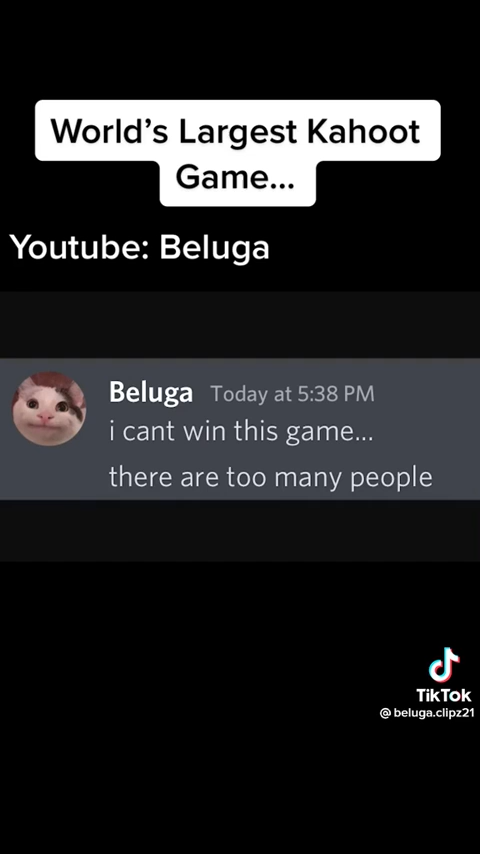 World’s Largest Kahoot
Game...
Youtube: Beluga
Beluga Today at 5:38 PM
i cant win this game...
there are too many people
TikTok
@beluga.clipz21